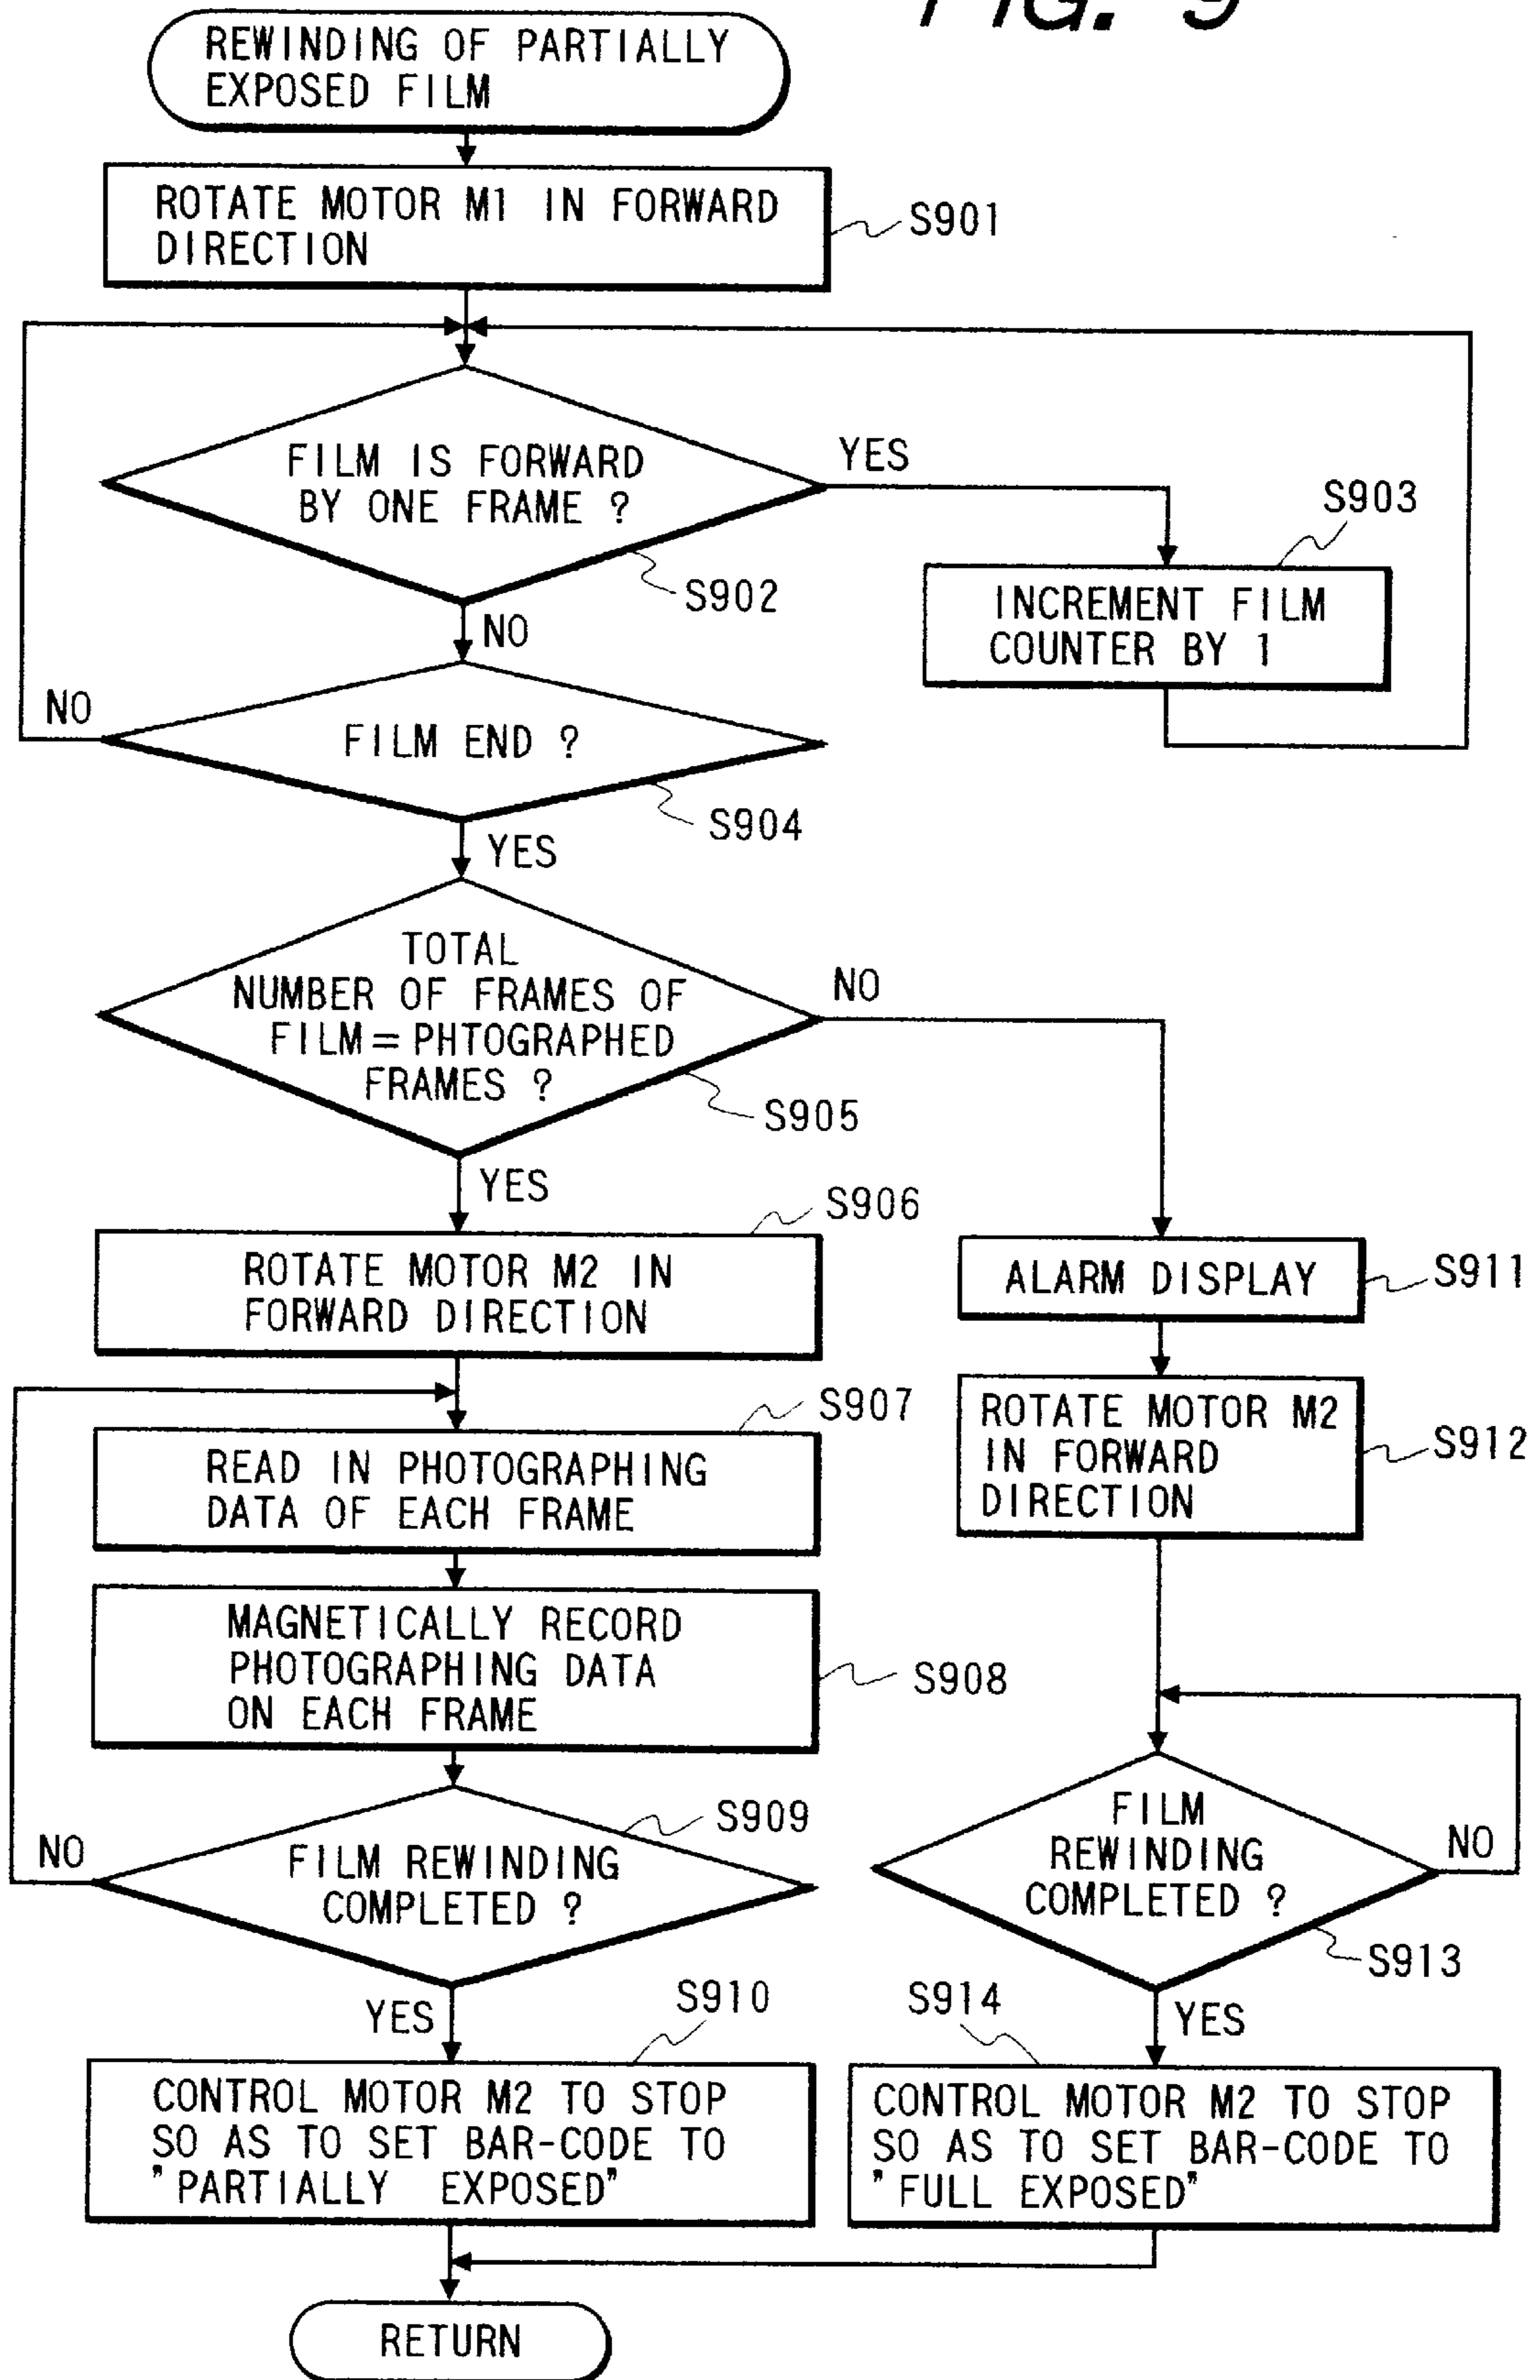 FIG. 9
REWINDING OF PARTIALLY
EXPOSED FILM
ROTATE MOTOR M1 IN FORWARD
DIRECTION
S901
FILM IS FORWARD
BY ONE FRAME ?
YES
S902
NO
S903
INCREMENT FILM
COUNTER BY 1
FILM END ?
NO
S904
YES
TOTAL
NUMBER OF FRAMES OF
FILM = PHTOGRAPHED
FRAMES ?
NO
S905
YES
S906
ROTATE MOTOR M2 IN
FORWARD DIRECTION
S907
READ IN PHOTOGRAPHING
DATA OF EACH FRAME
MAGNETICALLY RECORD
PHOTOGRAPHING DATA
ON EACH FRAME
S908
S909
FILM REWINDING
COMPLETED ?
NO
YES
S910
CONTROL MOTOR M2 TO STOP
SO AS TO SET BAR-CODE TO
"PARTIALLY EXPOSED"
ALARM DISPLAY
S911
ROTATE MOTOR M2
IN FORWARD
DIRECTION
S912
FILM
REWINDING
COMPLETED ?
NO
S913
YES
S914
CONTROL MOTOR M2 TO STOP
SO AS TO SET BAR-CODE TO
"FULL EXPOSED"
RETURN